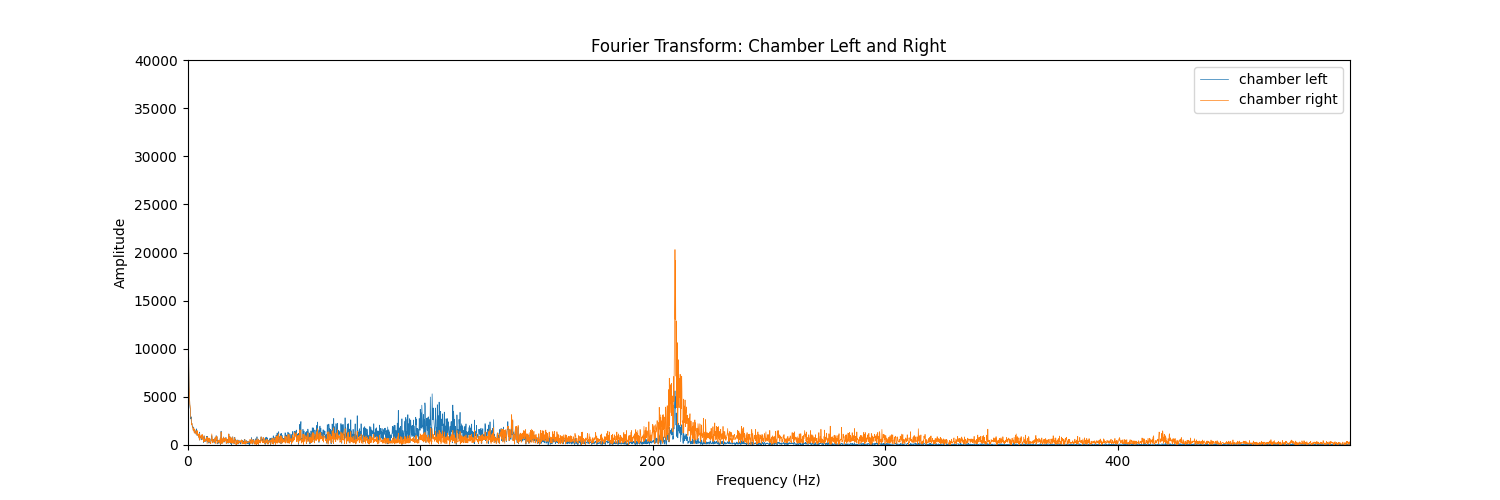 Fourier Transform: Chamber Left and Right
40000
35000
30000
25000
20000
15000
10000
5000
0
Amplitude
chamber left
chamber right
0 100 200 300 400
Frequency (Hz)